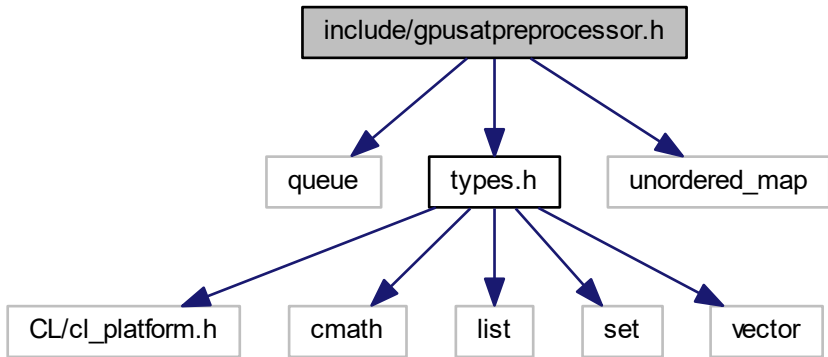 include/gpusatpreprocessor.h
queue
types.h
unordered_map
CL/cl_platform.h
cmath
list
set
vector